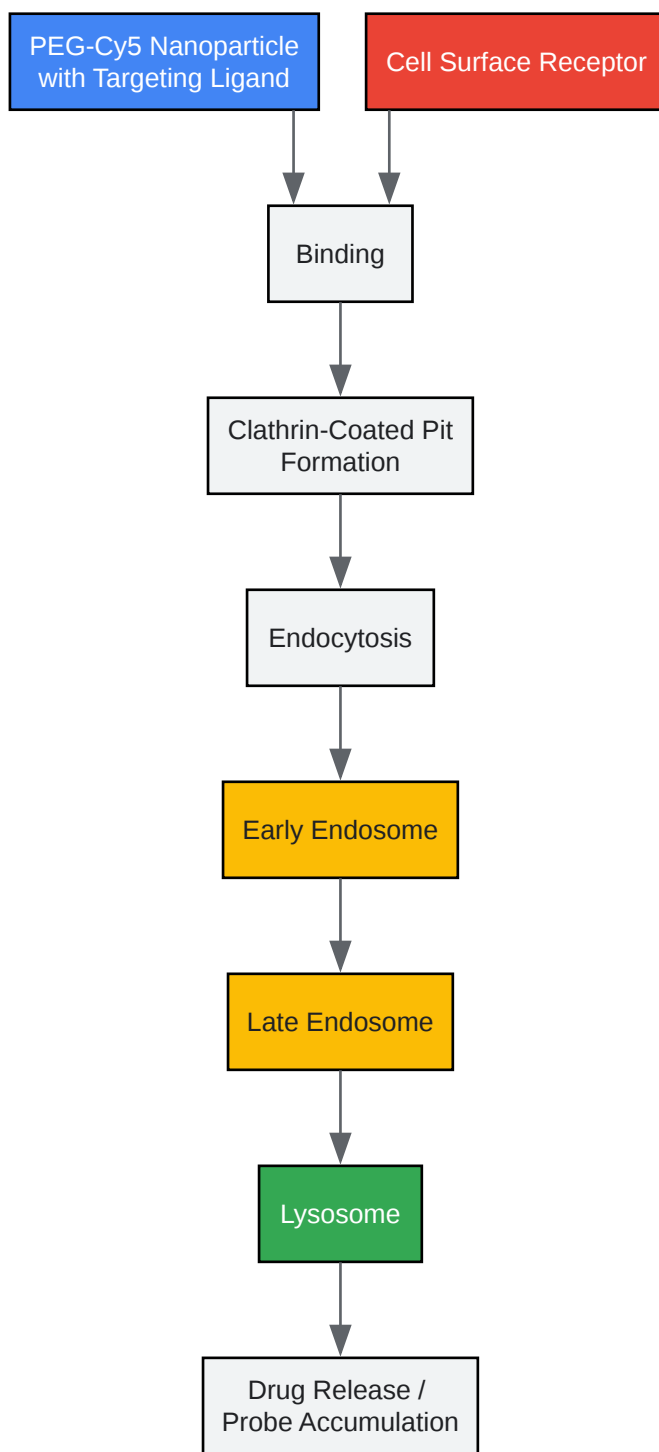 PEG-Cy5 Nanoparticle
with Targeting Ligand
Cell Surface Receptor
Binding
Clathrin-Coated Pit
Formation
Endocytosis
Early Endosome
Late Endosome
Lysosome
Drug Release /
Probe Accumulation